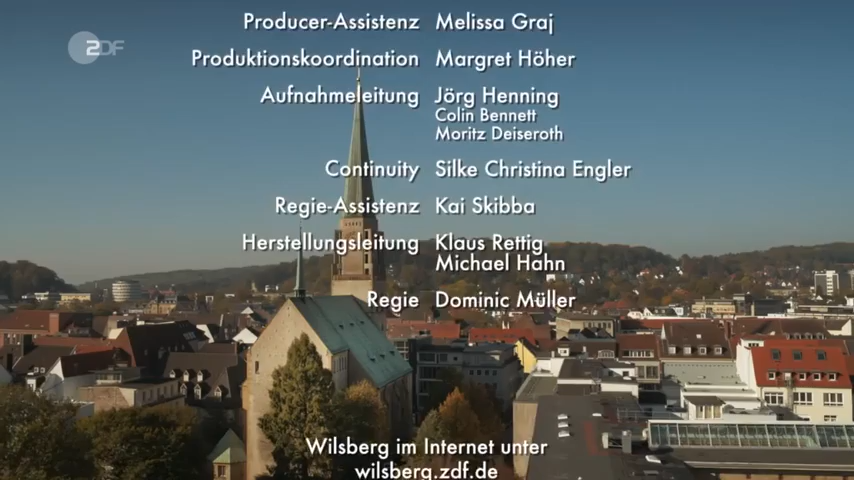 ZDF
Producer-Assistenz Melissa Graj
Produktionskoordination Margret Höher
Aufnahmeleitung Jörg Henning
Colin Bennett
Moritz Deiseroth
Continuity Silke Christina Engler
Regie-Assistenz Kai Skibba
Herstellungsleitung Klaus Rettig
Michael Hahn
Regie Dominic Müller
Wilsberg im Internet unter
wilsberg.zdf.de